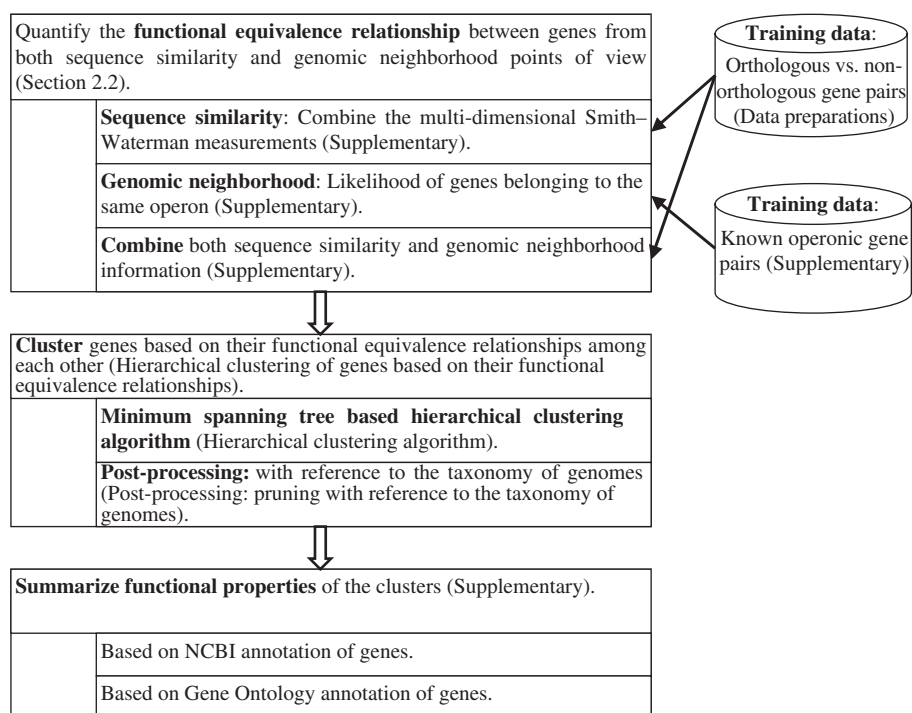 Quantify the functional equivalence relationship between genes from
both sequence similarity and genomic neighborhood points of view
(Section 2.2).
Sequence similarity: Combine the multi-dimensional Smith–
Waterman measurements (Supplementary).
Genomic neighborhood: Likelihood of genes belonging to the
same operon (Supplementary).
Combine both sequence similarity and genomic neighborhood
information (Supplementary).
Training data:
Orthologous vs. non-
orthologous gene pairs
(Data preparations)
Training data:
Known operonic gene
pairs (Supplementary)
Cluster genes based on their functional equivalence relationships among
each other (Hierarchical clustering of genes based on their functional
equivalence relationships).
Minimum spanning tree based hierarchical clustering
algorithm (Hierarchical clustering algorithm).
Post-processing: with reference to the taxonomy of genomes
(Post-processing: pruning with reference to the taxonomy of
genomes).
Summarize functional properties of the clusters (Supplementary).
Based on NCBI annotation of genes.
Based on Gene Ontology annotation of genes.